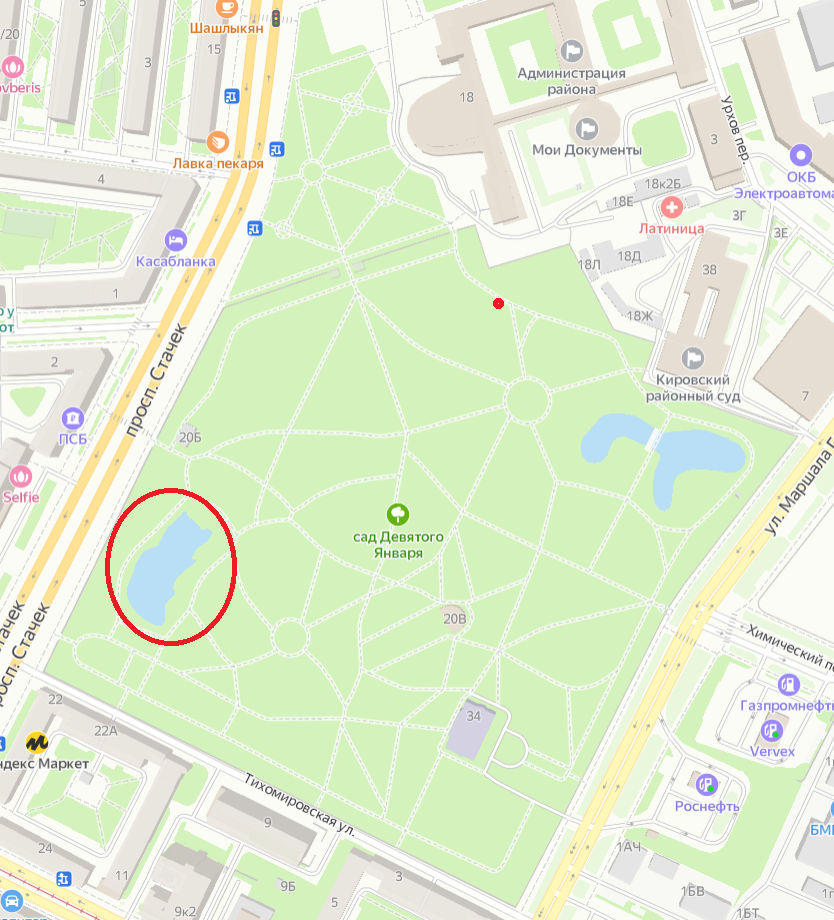 /20
Шашлыкян
15
3
overis
18
Администрация
района
Мои Документы
3
Урхов пер.
Лавка пекаря
ОКБ
Электроавтома
4
18к2Б
18Е
Латиница
3Г
3Е
Касабланка
18Л
18Д
38
1
18Ж
просп. Стачек
2
Кировский
районный суд
7
ПСБ
20Б
Selfie
ул. Маршала Г
сад Девятого
Января
20В
просп. Стачек
Химический пе
22
22А
34
Газпромнефть
Vervex
ндекс Маркет
Тихомировская ул.
Роснефть
9
24
11
3
1АЧ
БМ
9Б
5
9к2
1БВ
1БТ